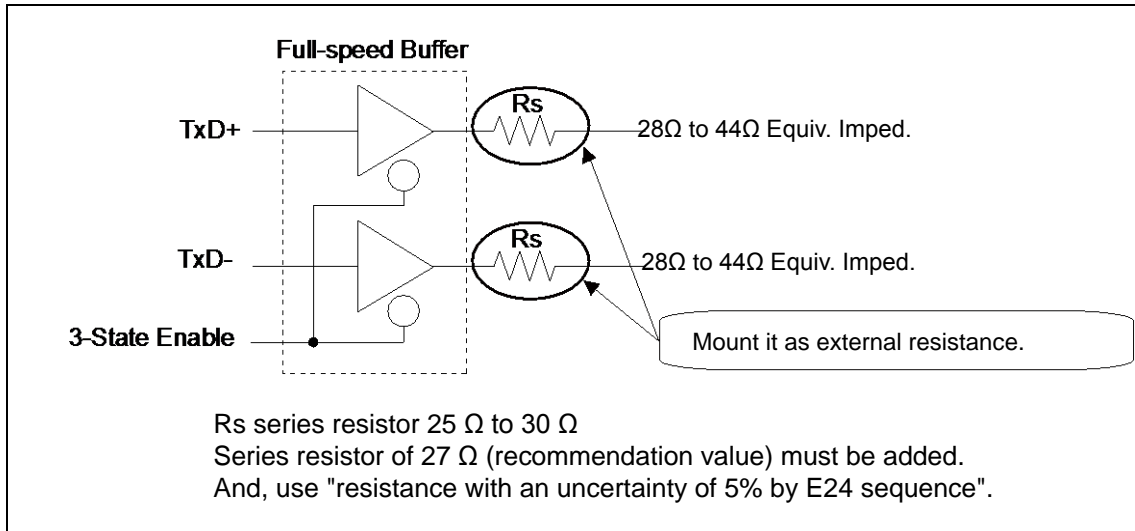 Full-speed Buffer
Rs
TxD+
28Ω to 44Ω Equiv. Imped.
Rs
TxD-
28Ω to 44Ω Equiv. Imped.
3-State Enable
Mount it as external resistance.
Rs series resistor 25 Ω to 30 Ω
Series resistor of 27 Ω (recommendation value) must be added.
And, use "resistance with an uncertainty of 5% by E24 sequence".